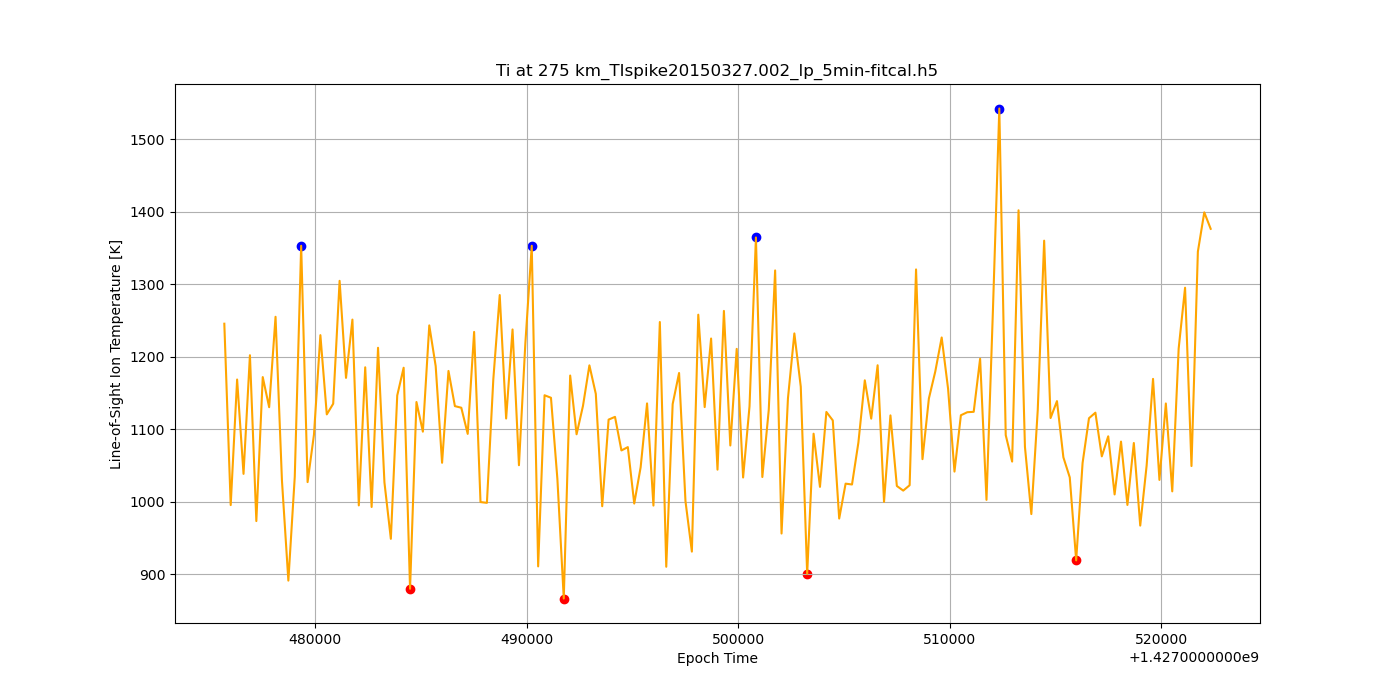 Ti at 275 km_TIspike20150327.002_lp_5min-fitcal.h5
Line-of-Sight Ion Temperature [K]
1500
1400
1300
1200
1100
1000
900
480000 490000 500000 510000 520000
Epoch Time
+1.4270000000e9